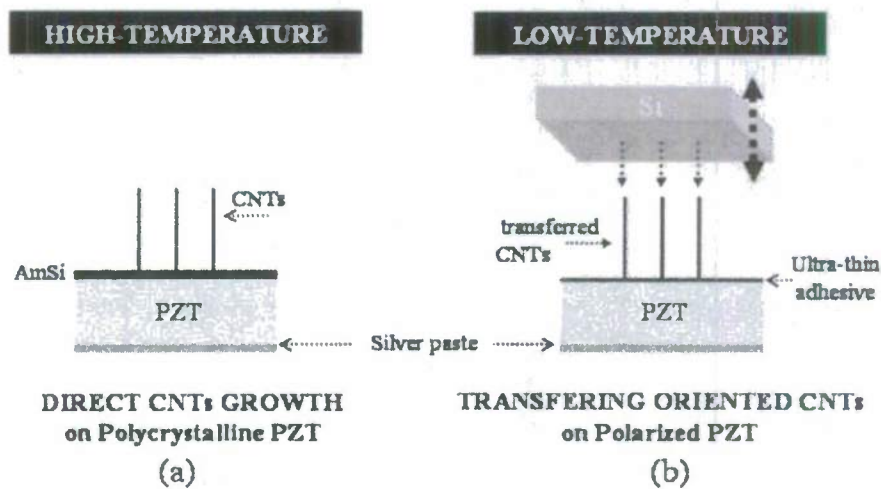 HIGH-TEMPERATURE
CNTs
AmSi
PZT
DIRECT CNTs GROWTH
on Polycrystalline PZT
(a)
Silver paste
LOW-TEMPERATURE
Si
transferred
CNTs
Ultra-thin
adhesive
PZT
TRANSFERING ORIENTED CNTs
on Polarized PZT
(b)